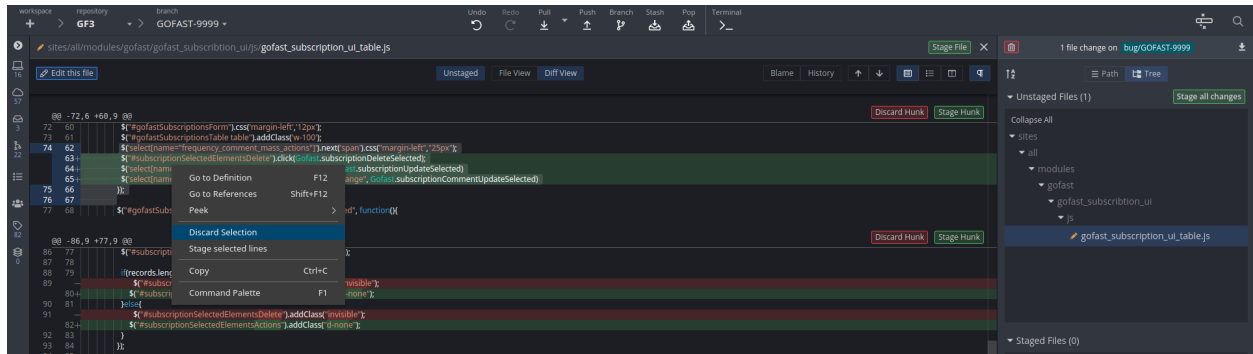 workspace repository branch Undo Redo Pull Push Branch Stash Pop Terminal
+ > GF3 > GOFAST-9999
sites/all/modules/gofast/gofast_subscribtion_ui/js/gofast_subscription_ui_table.js Stage File
1 file change on bug/GOFAST-9999
16
57
3
22
82
0
Edit this file Unstaged File View Diff View Blame History
Path Tree
Unstaged Files (1) Stage all changes
Collapse All
sites
all
modules
gofast
gofast_subscribtion_ui
js
gofast_subscription_ui_table.js
Staged Files (0)
@@ -72,6 +60,9 @@ Discard Hunk Stage Hunk
72 60 $("#gofastSubscriptionsForm").css('margin-left','12px');
73 61 $("#gofastSubscriptionsTable table").addClass('w-100');
74 62 $('select[name="frequency_comment_mass_actions"]').next('span').css("margin-left","25px");
63+ $("#subscriptionSelectedElementsDelete").click(Gofast.subscriptionDeleteSelected);
64+ $('select[nam ast.subscriptionUpdateSelected)
65+ $('select[nam ange", Gofast.subscriptionCommentUpdateSelected)
75 66 });
76 67
77 68 $("#gofastSubs ed", function(){
@@ -86,9 +77,9 @@ Discard Hunk Stage Hunk
86 77 $("#subscripti );
87 78
88 79 if(records.leng
89 – $("#subscr nvisible");
80+ $("#subscri -none");
90 81 }else{
91 – $("#subscriptionSelectedElementsDelete").addClass("invisible");
82+ $("#subscriptionSelectedElementsActions").addClass("d-none");
92 83 }
93 84 });
Go to Definition F12
Go to References Shift+F12
Peek >
Discard Selection
Stage selected lines
Copy Ctrl+C
Command Palette F1